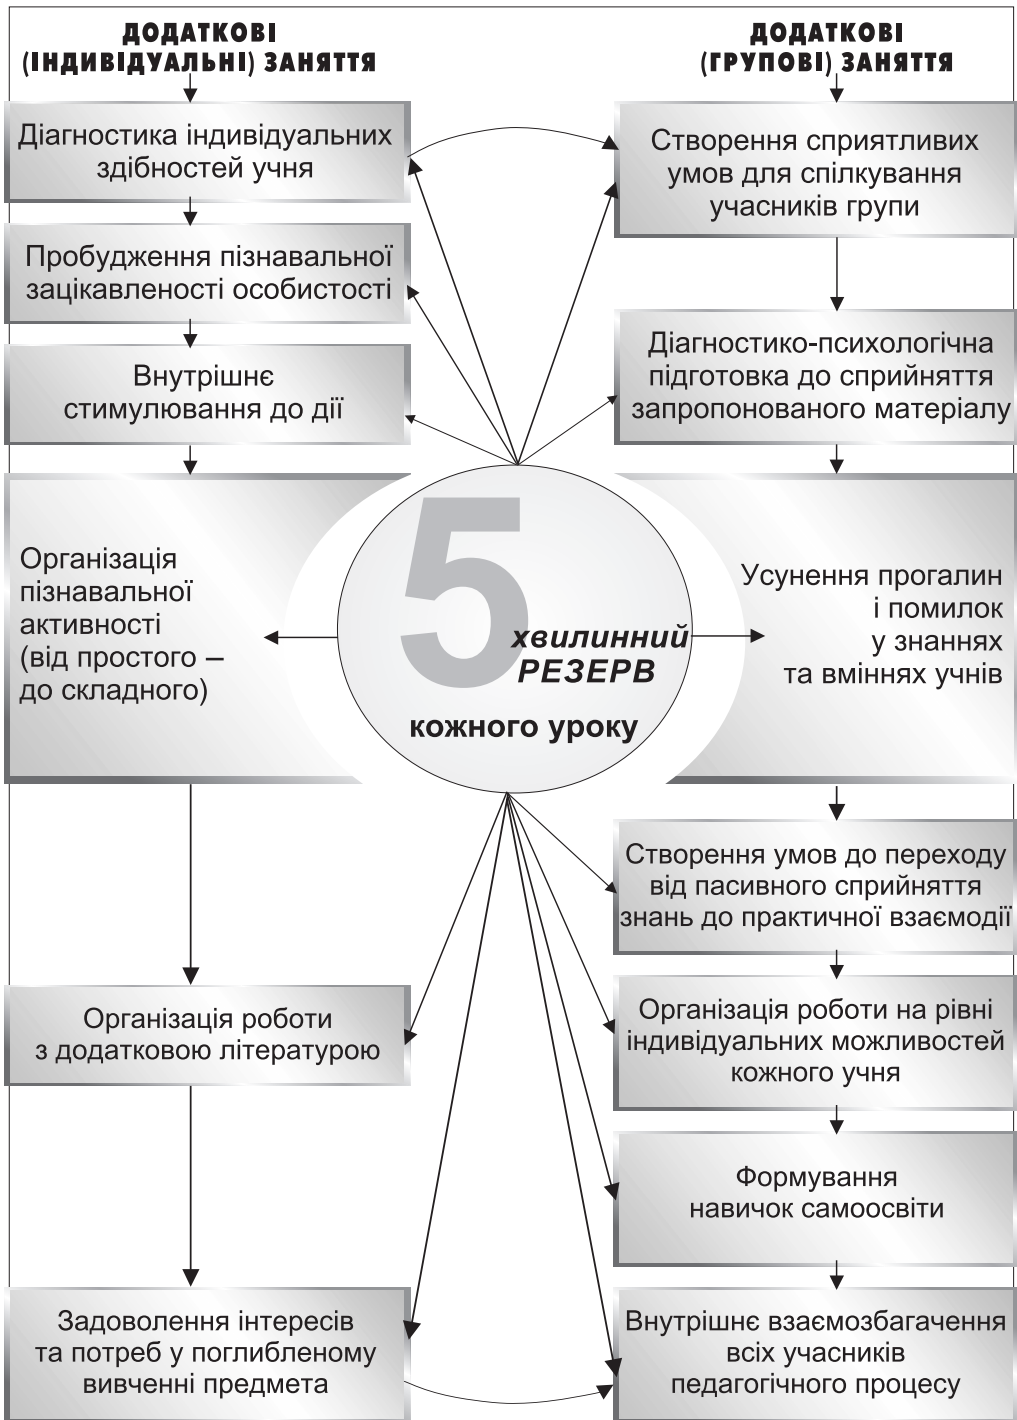 ДОДАТКОВІ
(ІНДИВІДУАЛЬНІ) ЗАНЯТТЯ
Діагностика індивідуальних
здібностей учня
Пробудження пізнавальної
зацікавленості особистості
Внутрішнє
стимулювання до дії
Організація
пізнавальної
активності
(від простого –
до складного)
Організація роботи
з додатковою літературою
Задоволення інтересів
та потреб у поглибленому
вивченні предмета
5
хвилинний
РЕЗЕРВ
кожного уроку
ДОДАТКОВІ
(ГРУПОВІ) ЗАНЯТТЯ
Створення сприятливих
умов для спілкування
учасників групи
Діагностико-психологічна
підготовка до сприйняття
запропонованого матеріалу
Усунення прогалин
і помилок
у знаннях
та вміннях учнів
Створення умов до переходу
від пасивного сприйняття
знань до практичної взаємодії
Організація роботи на рівні
індивідуальних можливостей
кожного учня
Формування
навичок самоосвіти
Внутрішнє взаємозбагачення
всіх учасників
педагогічного процесу